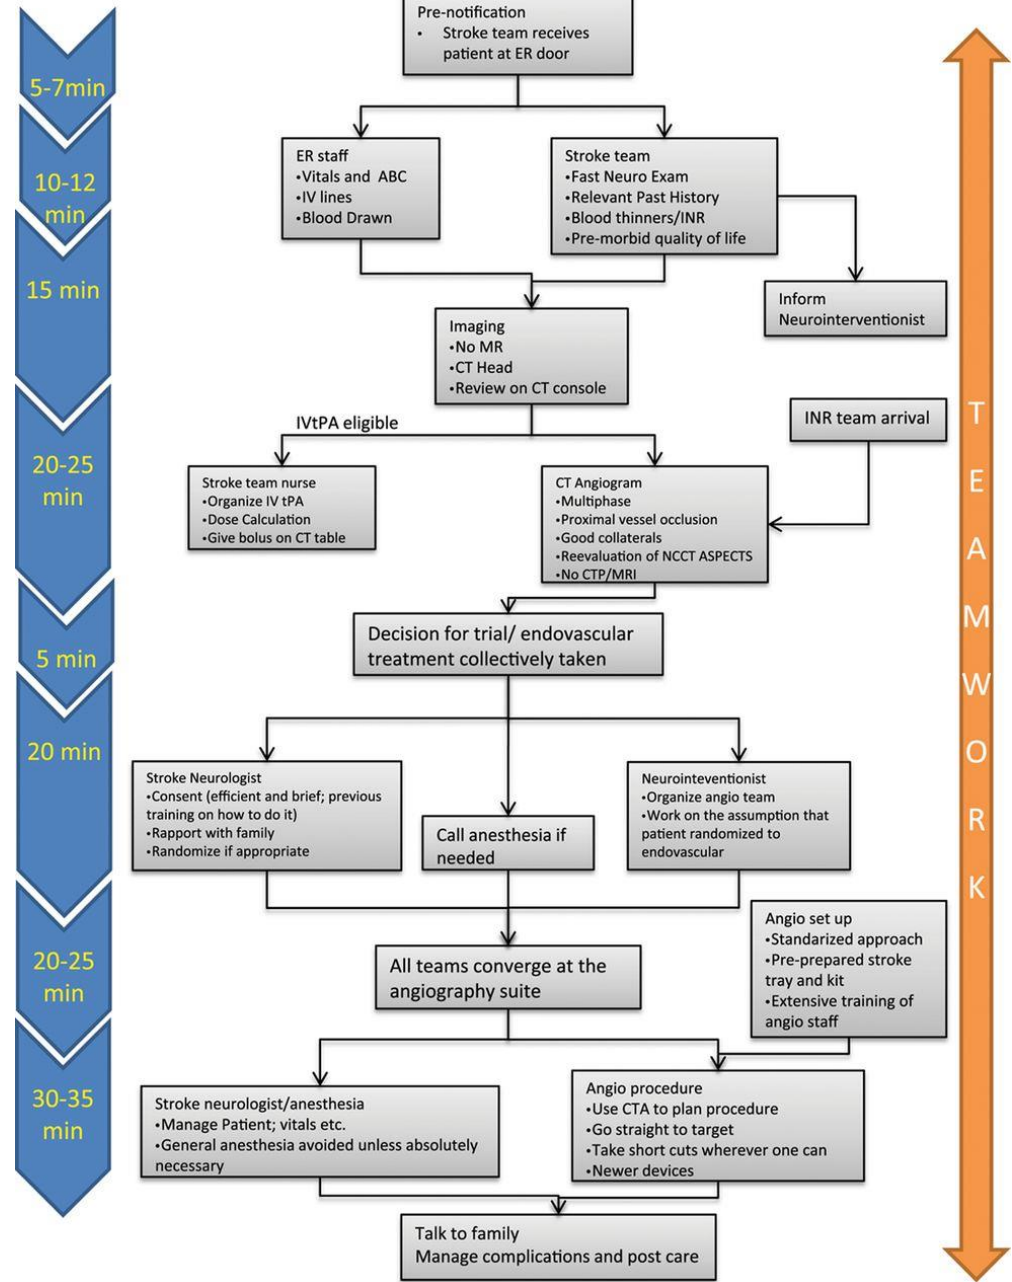 Pre-notification
• Stroke team receives
patient at ER door
5-7min
ER staff
•Vitals and ABC
•IV lines
•Blood Drawn
Stroke team
•Fast Neuro Exam
•Relevant Past History
•Blood thinners/INR
•Pre-morbid quality of life
10-12
min
15 min
Inform
Neurointerventionist
Imaging
•No MR
•CT Head
•Review on CT console
IVtPA eligible
INR team arrival
20-25
min
Stroke team nurse
•Organize IV tPA
•Dose Calculation
•Give bolus on CT table
CT Angiogram
•Multiphase
•Proximal vessel occlusion
•Good collaterals
•Reevaluation of NCCT ASPECTS
•No CTP/MRI
Decision for trial/ endovascular
treatment collectively taken
5 min
20 min
Stroke Neurologist
•Consent (efficient and brief; previous
training on how to do it)
•Rapport with family
•Randomize if appropriate
Call anesthesia if
needed
Neurointeventionist
•Organize angio team
•Work on the assumption that
patient randomized to
endovascular
Angio set up
•Standarized approach
•Pre-prepared stroke
tray and kit
•Extensive training of
angio staff
20-25
min
All teams converge at the
angiography suite
30-35
min
Stroke neurologist/anesthesia
•Manage Patient; vitals etc.
•General anesthesia avoided unless absolutely
necessary
Angio procedure
•Use CTA to plan procedure
•Go straight to target
•Take short cuts wherever one can
•Newer devices
Talk to family
Manage complications and post care
T
E
A
M
W
O
R
K